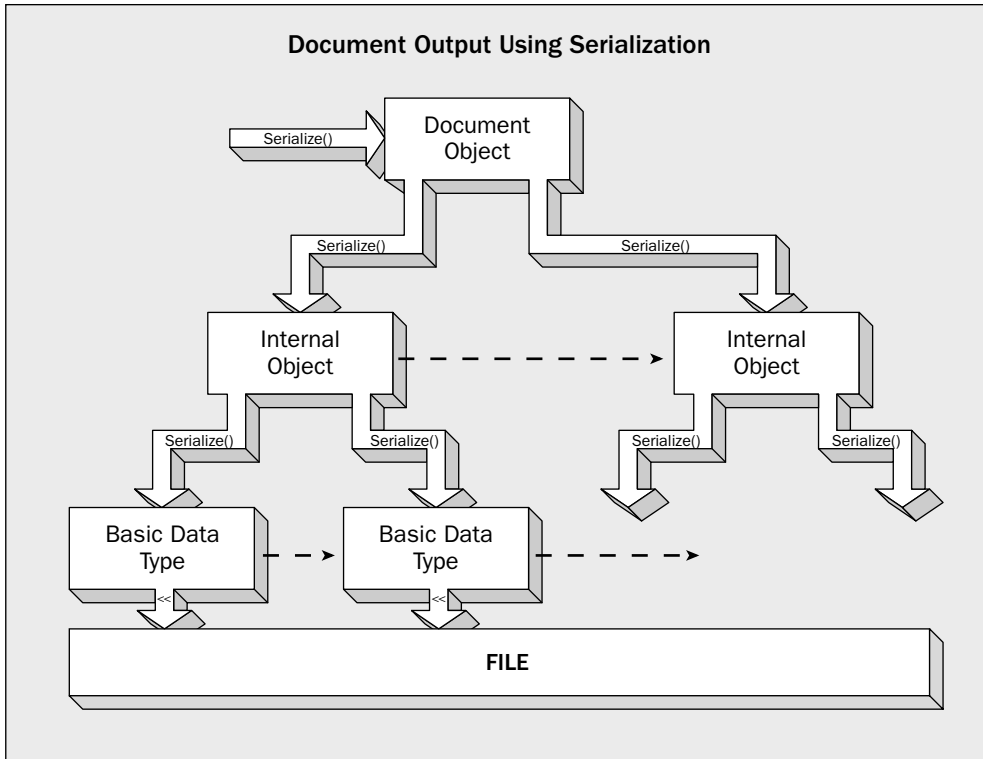 Document Output Using Serialization
Serialize()
Document
Object
Serialize()
Serialize()
Internal
Object
Internal
Object
Serialize()
Serialize()
Serialize()
Serialize()
Basic Data
Type
Basic Data
Type
<<
<<
FILE